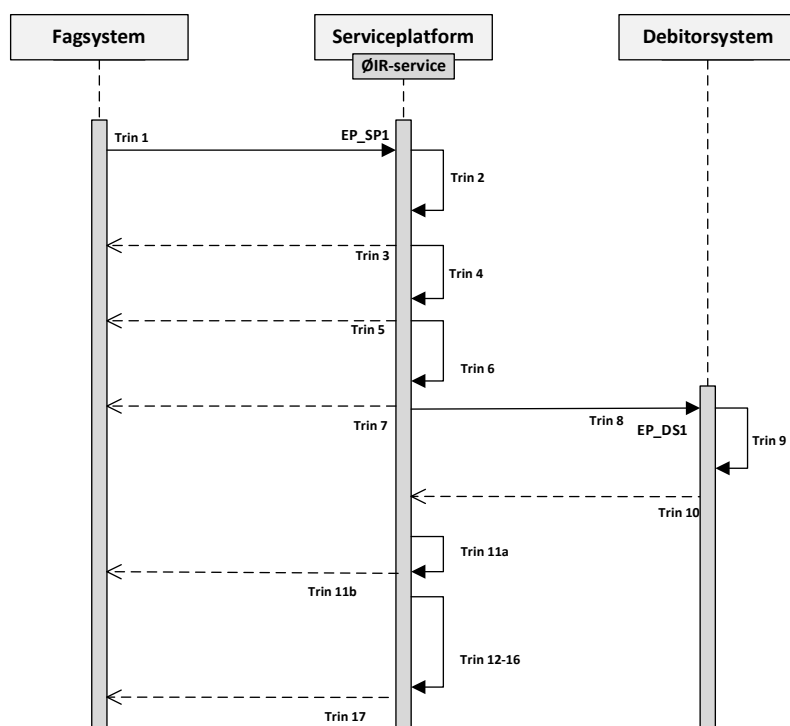 Fagsystem
Serviceplatform
Debitorsystem
ØIR-service
Trin 1
EP_SP1
Trin 2
Trin 3
Trin 4
Trin 5
Trin 6
Trin 7
Trin 8
EP_DS1
Trin 9
Trin 10
Trin 11a
Trin 11b
Trin 12-16
Trin 17